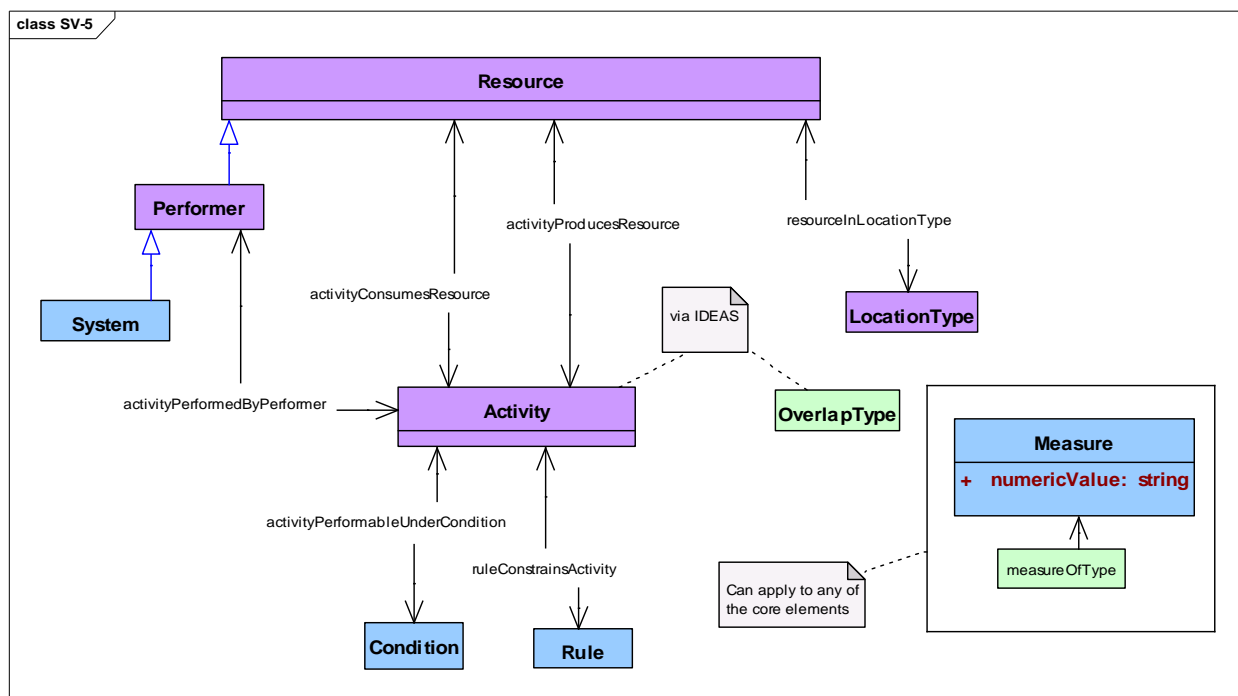 class SV-5
Resource
Performer
activityProducesResource
resourceInLocationType
activityConsumesResource
via IDEAS
LocationType
System
activityPerformedByPerformer
Activity
OverlapType
Measure
+ numericValue: string
activityPerformableUnderCondition
ruleConstrainsActivity
measureOfType
Can apply to any of
the core elements
Condition
Rule